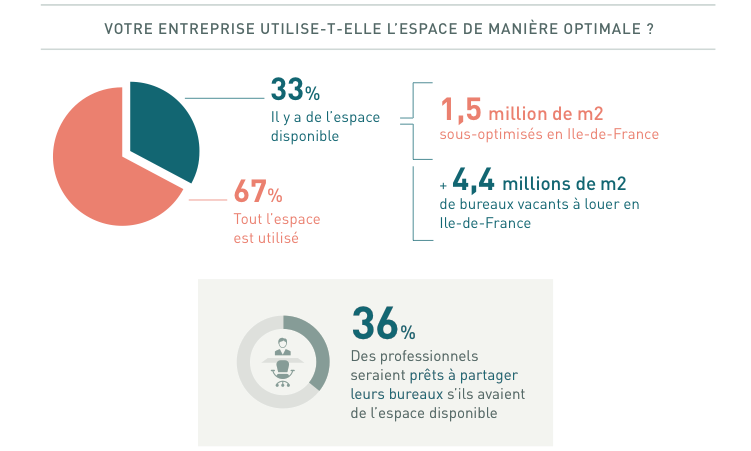 VOTRE ENTREPRISE UTILISE-T-ELLE L'ESPACE DE MANIÈRE OPTIMALE ?
33%
Il y a de l'espace
disponible
67%
Tout l'espace
est utilisé
1,5 million de m2
sous-optimisés en Ile-de-France
+ 4,4 millions de m2
de bureaux vacants à louer en
Ile-de-France
36%
Des professionnels
seraient prêts à partager
leurs bureaux s'ils avaient
de l'espace disponible